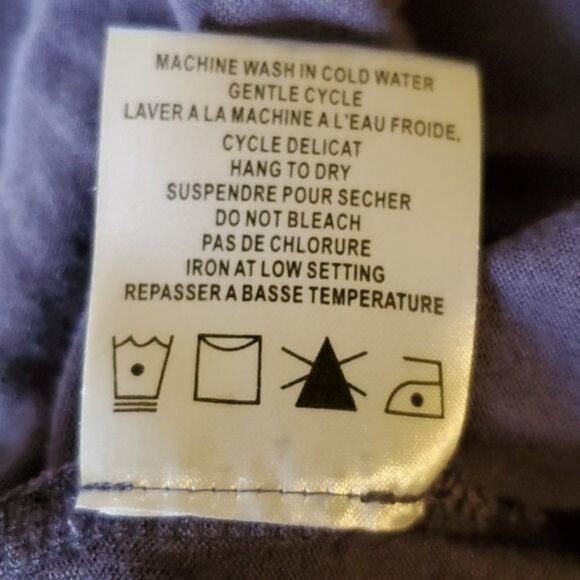 MACHINE WASH IN COLD WATER
GENTLE CYCLE
LAVER A LA MACHINE A L'EAU FROIDE.
CYCLE DELICAT
HANG TO DRY
SUSPENDRE POUR SECHER
DO NOT BLEACH
PAS DE CHLORURE
IRON AT LOW SETTING
REPASSER A BASSE TEMPERATURE